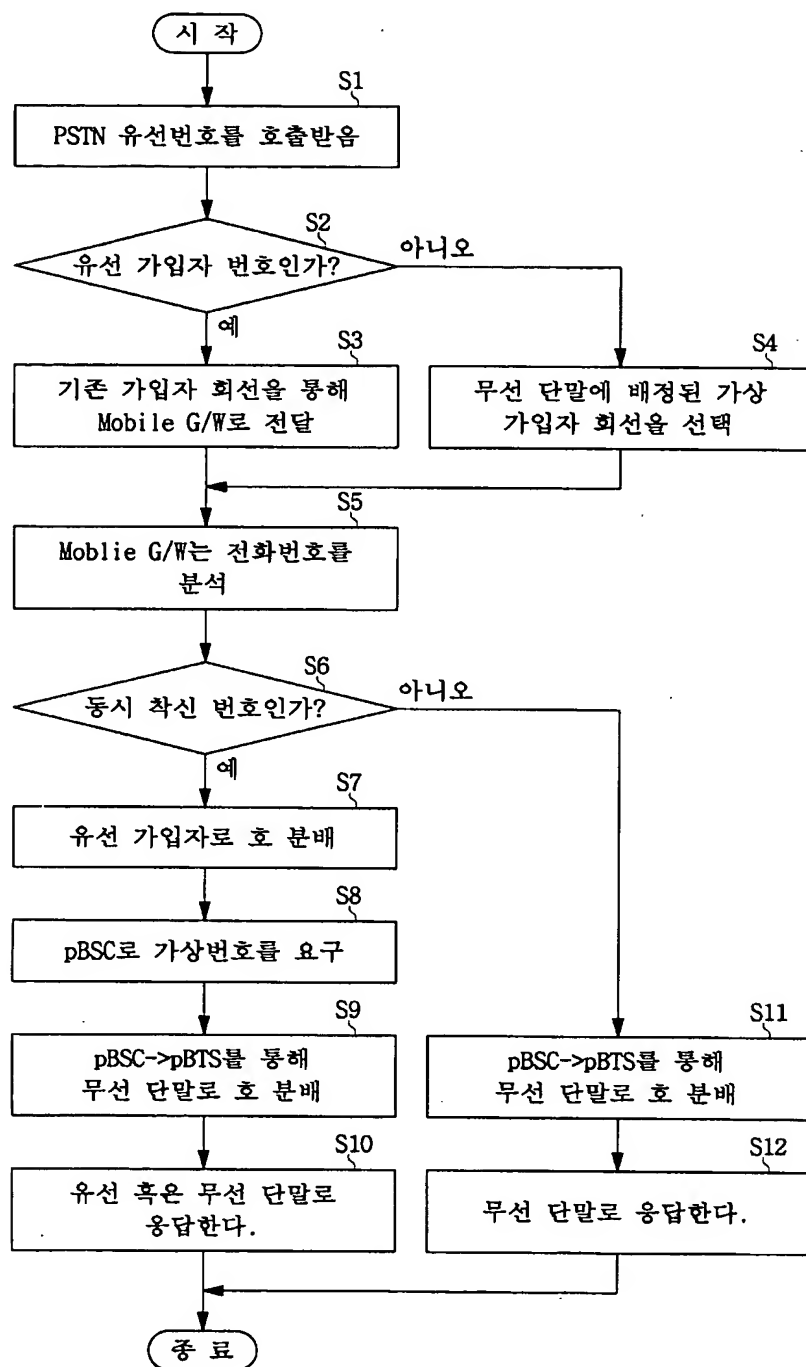 시 작
S1
PSTN 유선번호를 호출받음
S2
유선 가입자 번호인가?
아니오
예
S3
기존 가입자 회선을 통해
Mobile G/W로 전달
S4
무선 단말에 배정된 가상
가입자 회선을 선택
S5
Moblie G/W는 전화번호를
분석
S6
동시 착신 번호인가?
아니오
예
S7
유선 가입자로 호 분배
S8
pBSC로 가상번호를 요구
S9
pBSC->pBTS를 통해
무선 단말로 호 분배
S11
pBSC->pBTS를 통해
무선 단말로 호 분배
S10
유선 혹은 무선 단말로
응답한다.
S12
무선 단말로 응답한다.
종 료